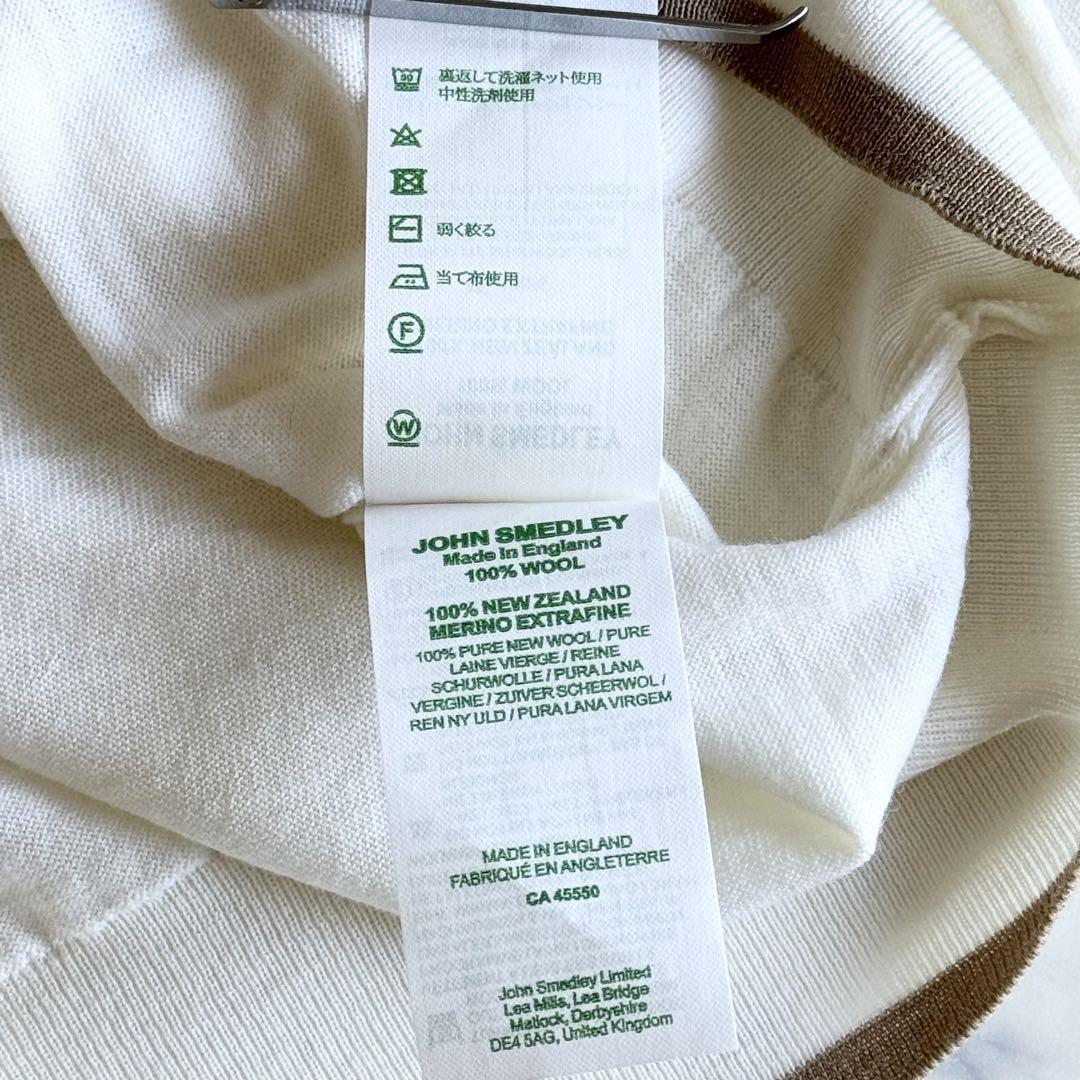 30
裏返して洗濯ネット使用
中性洗剤使用
弱く絞る
当て布使用
F
W
JOHN SMEDLEY
Made In England
100% WOOL
100% NEW ZEALAND
MERINO EXTRAFINE
100% PURE NEW WOOL / PURE
LAINE VIERGE / REINE
SCHURWOLLE / PURA LANA
VERGINE / ZUIVER SCHEERWOL /
REN NY ULD / PURA LANA VIRGEM
MADE IN ENGLAND
FABRIQUÉ EN ANGLETERRE
CA 45550
John Smedley Limited
Lea Mills, Lea Bridge
Matlock, Derbyshire
DE4 5AG, United Kingdom